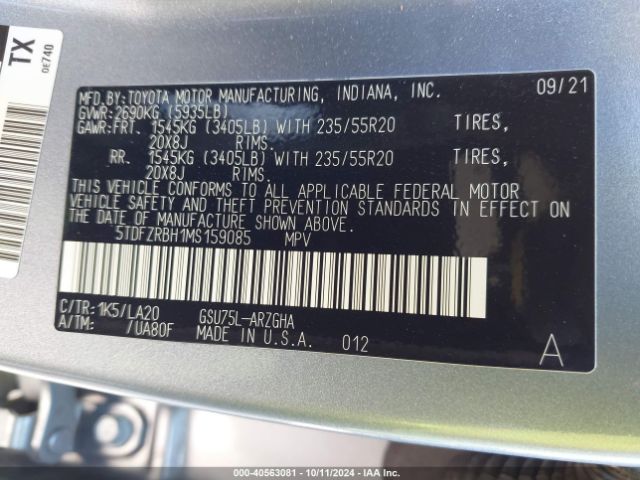 TX
0E740
MFD.BY:TOYOTA MOTOR MANUFACTURING, INDIANA, INC. 09/21
GVWR:2690KG (5935LB)
GAWR:FRT. 1545KG (3405LB) WITH 235/55R20 TIRES,
20X8J RIMS.
RR. 1545KG (3405LB) WITH 235/55R20 TIRES,
20X8J RIMS.
THIS VEHICLE CONFORMS TO ALL APPLICABLE FEDERAL MOTOR
VEHICLE SAFETY AND THEFT PREVENTION STANDARDS IN EFFECT ON
THE DATE OF MANUFACTURE SHOWN ABOVE.
5TDFZRBH1MS159085 MPV
C/TR:1K5/LA20 GSU75L-ARZGHA
A/TM: /UA80F MADE IN U.S.A. 012 A
000-40563081 - 10/11/2024 - IAA Inc.